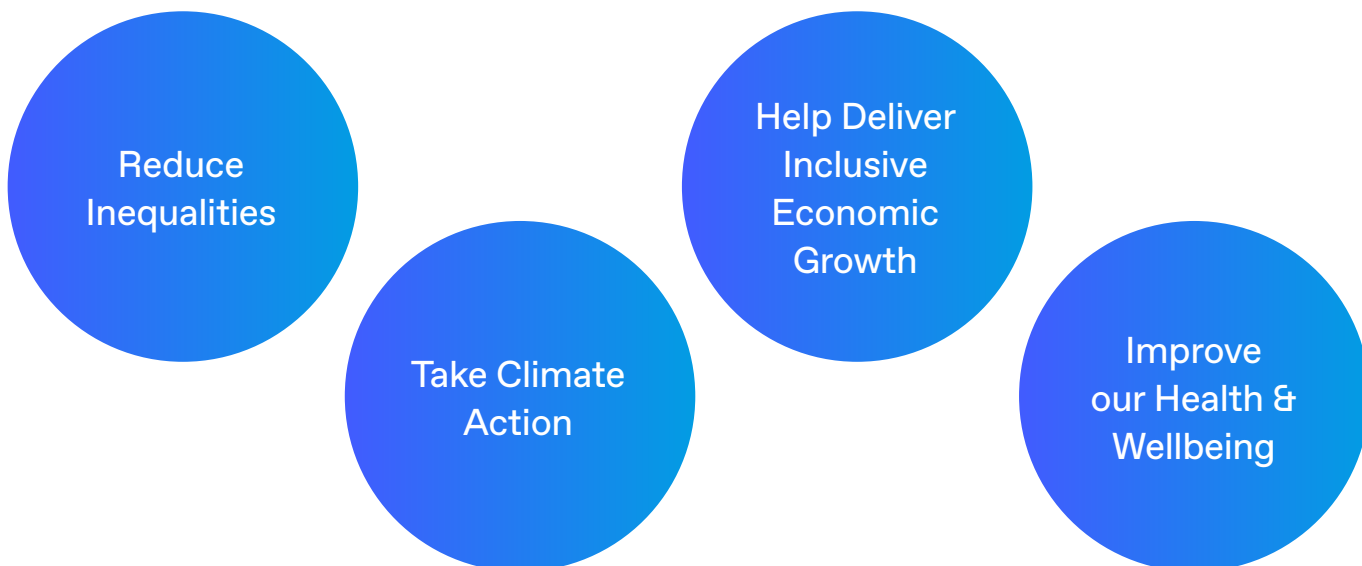 Reduce
Inequalities
Take Climate
Action
Help Deliver
Inclusive
Economic
Growth
Improve
our Health &
Wellbeing